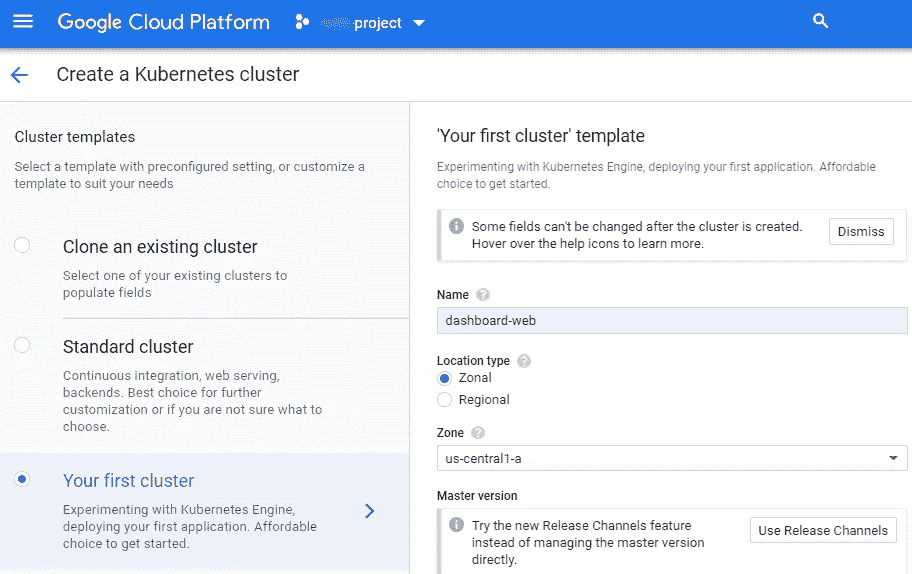 Google Cloud Platform
project
Create a Kubernetes cluster
Cluster templates
Select a template with preconfigured setting, or customize a
template to suit your needs
Clone an existing cluster
Select one of your existing clusters to
populate fields
Standard cluster
Continuous integration, web serving,
backends. Best choice for further
customization or if you are not sure what to
choose.
Your first cluster
Experimenting with Kubernetes Engine,
deploying your first application. Affordable
choice to get started.
'Your first cluster' template
Experimenting with Kubernetes Engine, deploying your first application. Affordable
choice to get started.
Some fields can't be changed after the cluster is created.
Hover over the help icons to learn more.
Dismiss
Name
dashboard-web
Location type
Zonal
Regional
Zone
us-central1-a
Master version
Try the new Release Channels feature
instead of managing the master version
directly.
Use Release Channels